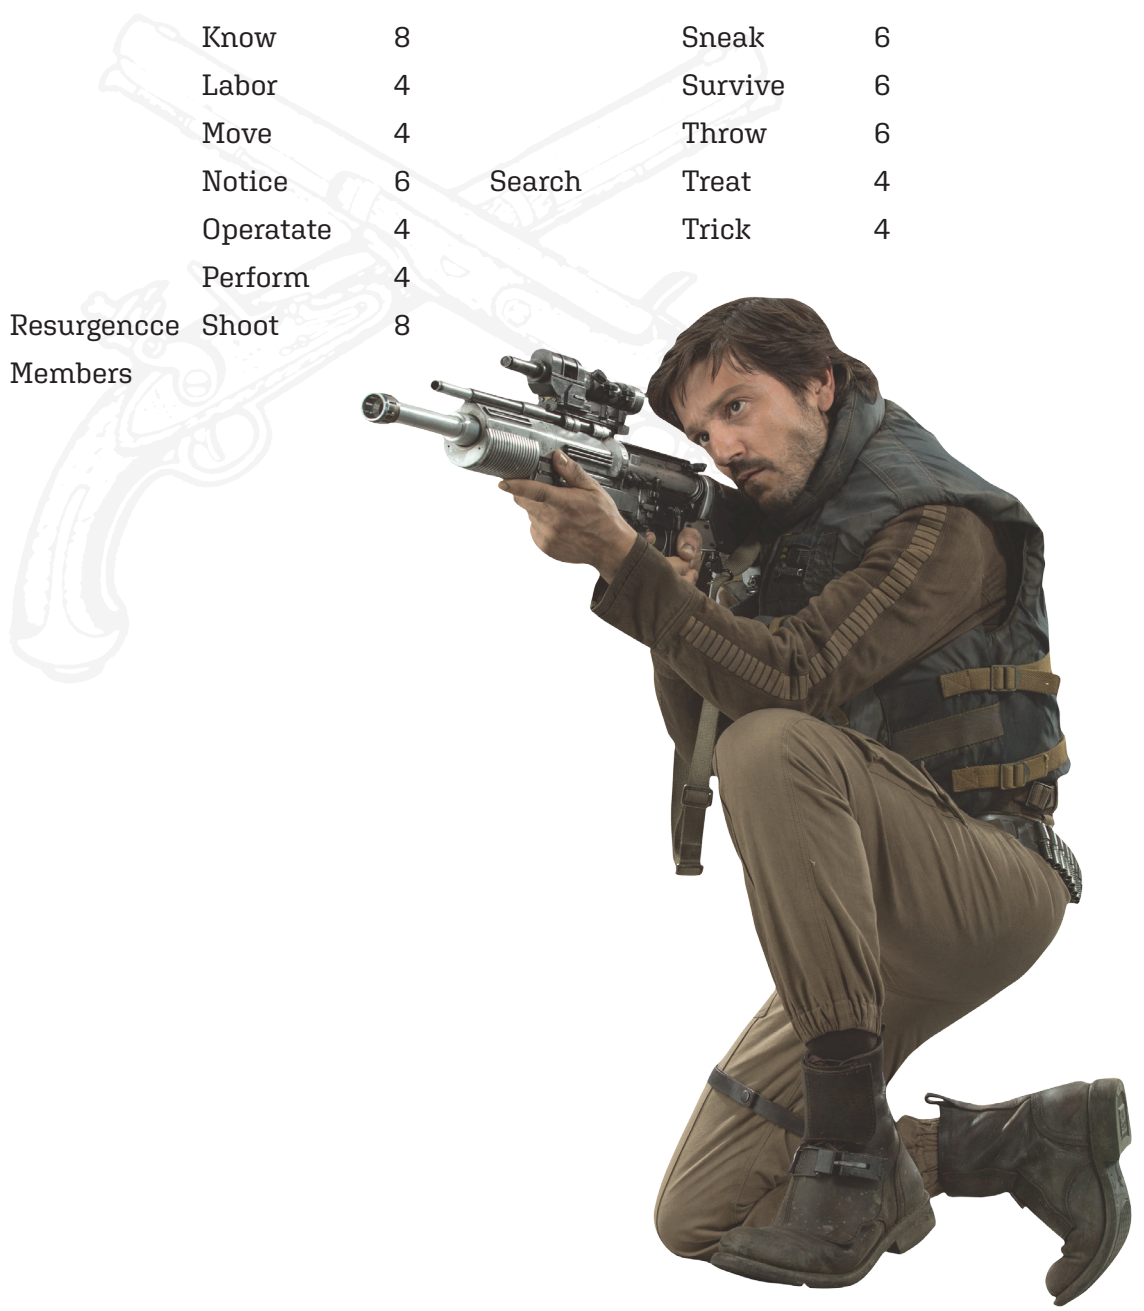 Know 8 Sneak 6
Labor 4 Survive 6
Move 4 Throw 6
Notice 6 Search Treat 4
Operatate 4 Trick 4
Perform 4
Resurgencce Shoot 8
Members